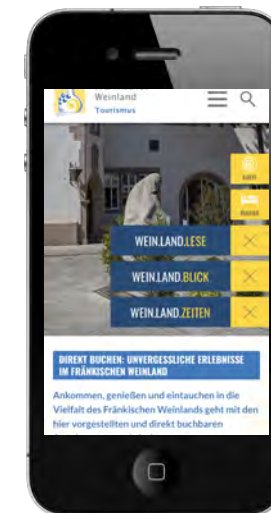 Weinland
Tourismus
WEIN.LAND.LESE
WEIN.LAND.BLICK
WEIN.LAND.ZEITEN
DIREKT BUCHEN: UNVERGESSLICHE ERLEBNISSE
IM FRÄNKISCHEN WEINLAND
Ankommen, genießen und eintauchen in die
Vielfalt des Fränkischen Weinlands geht mit den
hier vorgestellten und direkt buchbaren